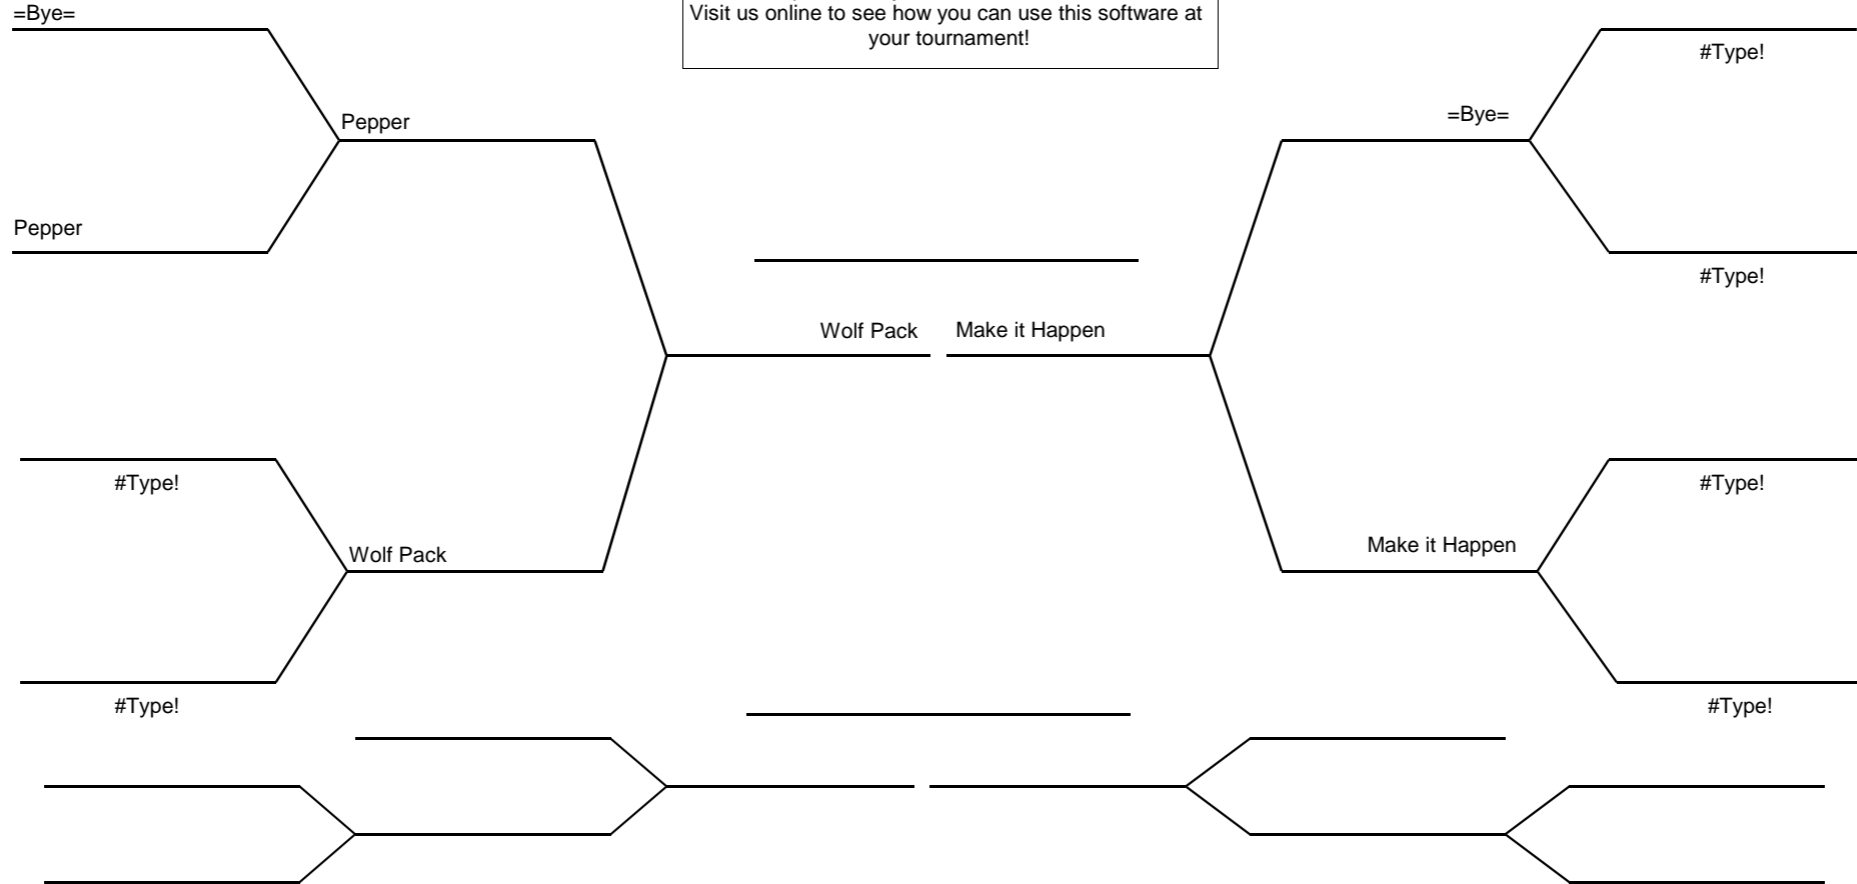 =Bye=
Visit us online to see how you can use this software at
your tournament!
#Type!
Pepper
=Bye=
Pepper
#Type!
Wolf Pack
Make it Happen
#Type!
#Type!
Wolf Pack
Make it Happen
#Type!
#Type!